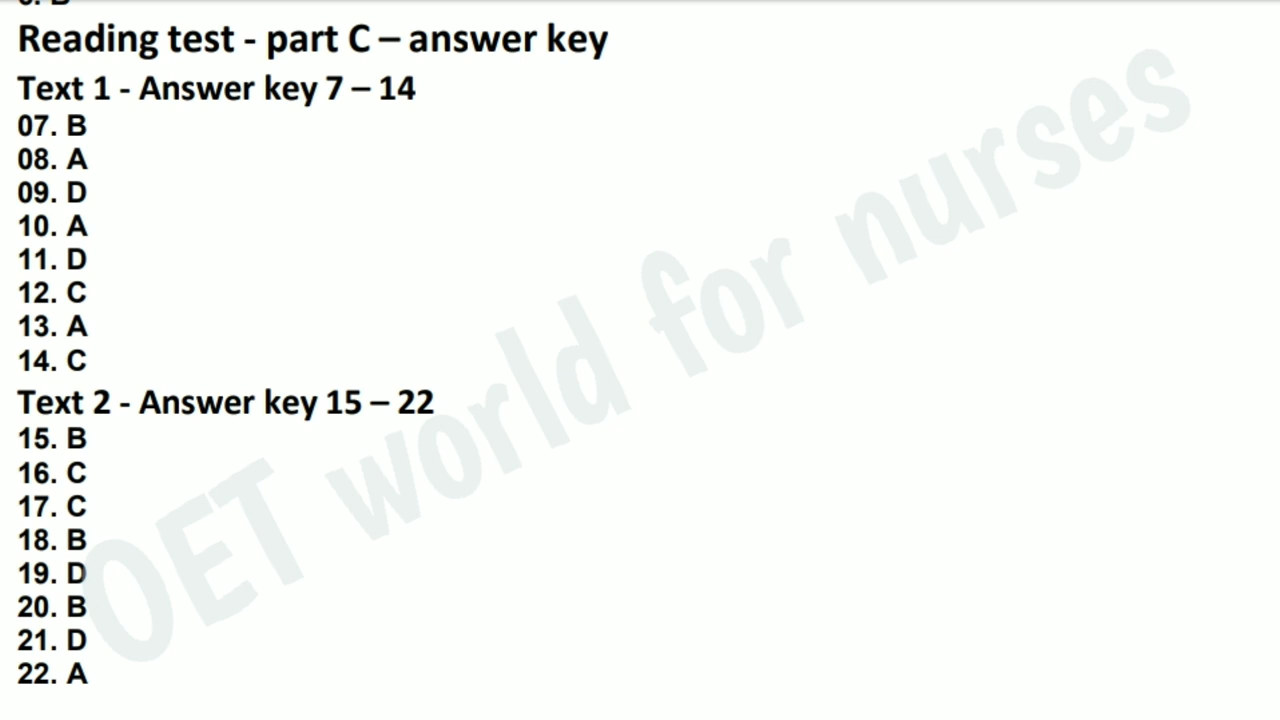 Reading test - part C – answer key
Text 1 - Answer key 7 – 14
07. B
08. A
09. D
10. A
11. D
12. C
13. A
14. C
Text 2 - Answer key 15 – 22
15. B
16. C
17. C
18. B
19. D
20. B
21. D
22. A
OET world for nurses